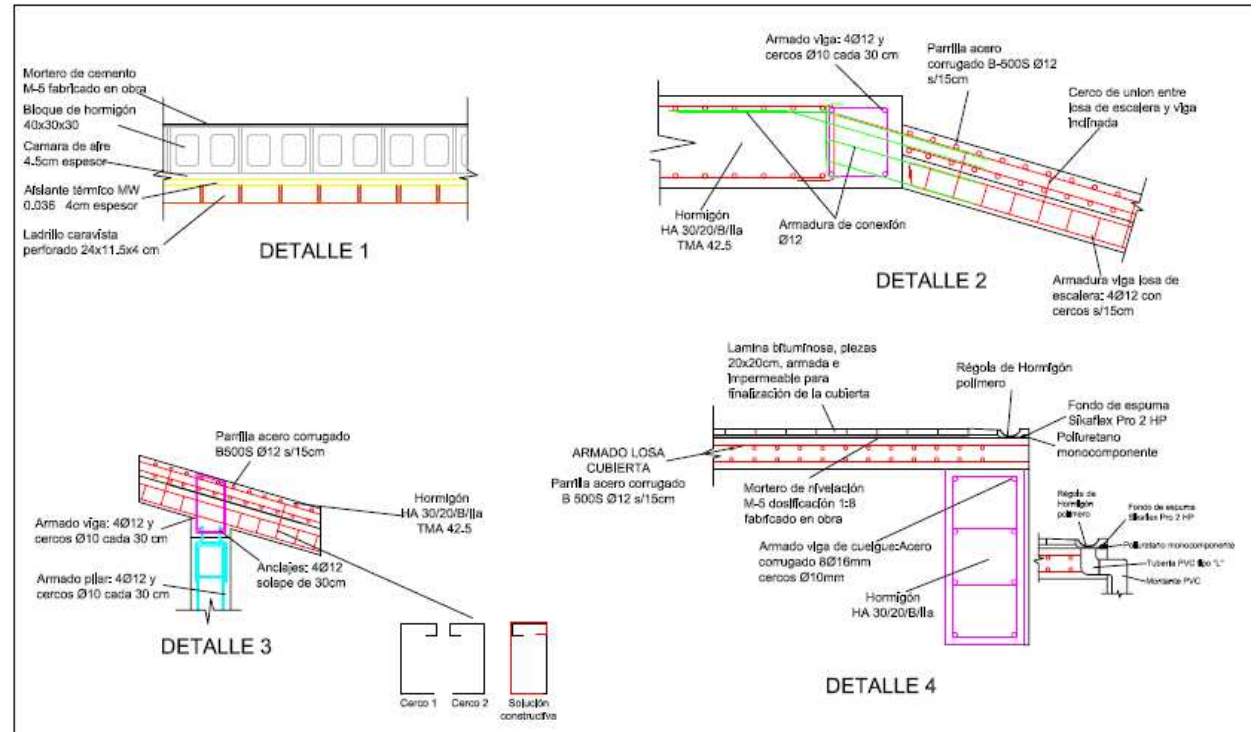 Mortero de cemento
M-5 fabricado en obra
Bloque de hormigón
40x30x30
Camara de aire
4.5cm espesor
Aislante térmico MW
0.036 4cm espesor
Ladrillo caravista
perforado 24x11.5x4 cm
DETALLE 1
Armado viga: 4Ø12 y
cercos Ø10 cada 30 cm
Parrilla acero
corrugado B-500S Ø12
s/15cm
Cerco de union entre
losa de escalera y viga
inclinada
Hormigón
HA 30/20/B/IIa
TMA 42.5
Armadura de conexión
Ø12
DETALLE 2
Armadura viga losa de
escalera: 4Ø12 con
cercos s/15cm
Parrilla acero corrugado
B500S Ø12 s/15cm
Hormigón
HA 30/20/B/IIa
TMA 42.5
Armado viga: 4Ø12 y
cercos Ø10 cada 30 cm
Anclajes: 4Ø12
solape de 30cm
Armado pilar: 4Ø12 y
cercos Ø10 cada 30 cm
DETALLE 3
Cerco 1
Cerco 2
Solución
constructiva
Lamina bituminosa, piezas
20x20cm, armada e
impermeable para
finalización de la cubierta
Régola de Hormigón
polímero
Fondo de espuma
Sikaflex Pro 2 HP
Poliuretano
monocomponente
ARMADO LOSA
CUBIERTA
Parrilla acero corrugado
B 500S Ø12 s/15cm
Mortero de nivelación
M-5 dosificación 1:8
fabricado en obra
Armado viga de cuelgue:Acero
corrugado 8Ø16mm
cercos Ø10mm
Hormigón
HA 30/20/B/IIa
Régola de
Hormigón
polímero
Fondo de espuma
Sikaflex Pro 2 HP
Poliuretano monocomponente
Tubería PVC tipo "L"
Montante PVC
DETALLE 4